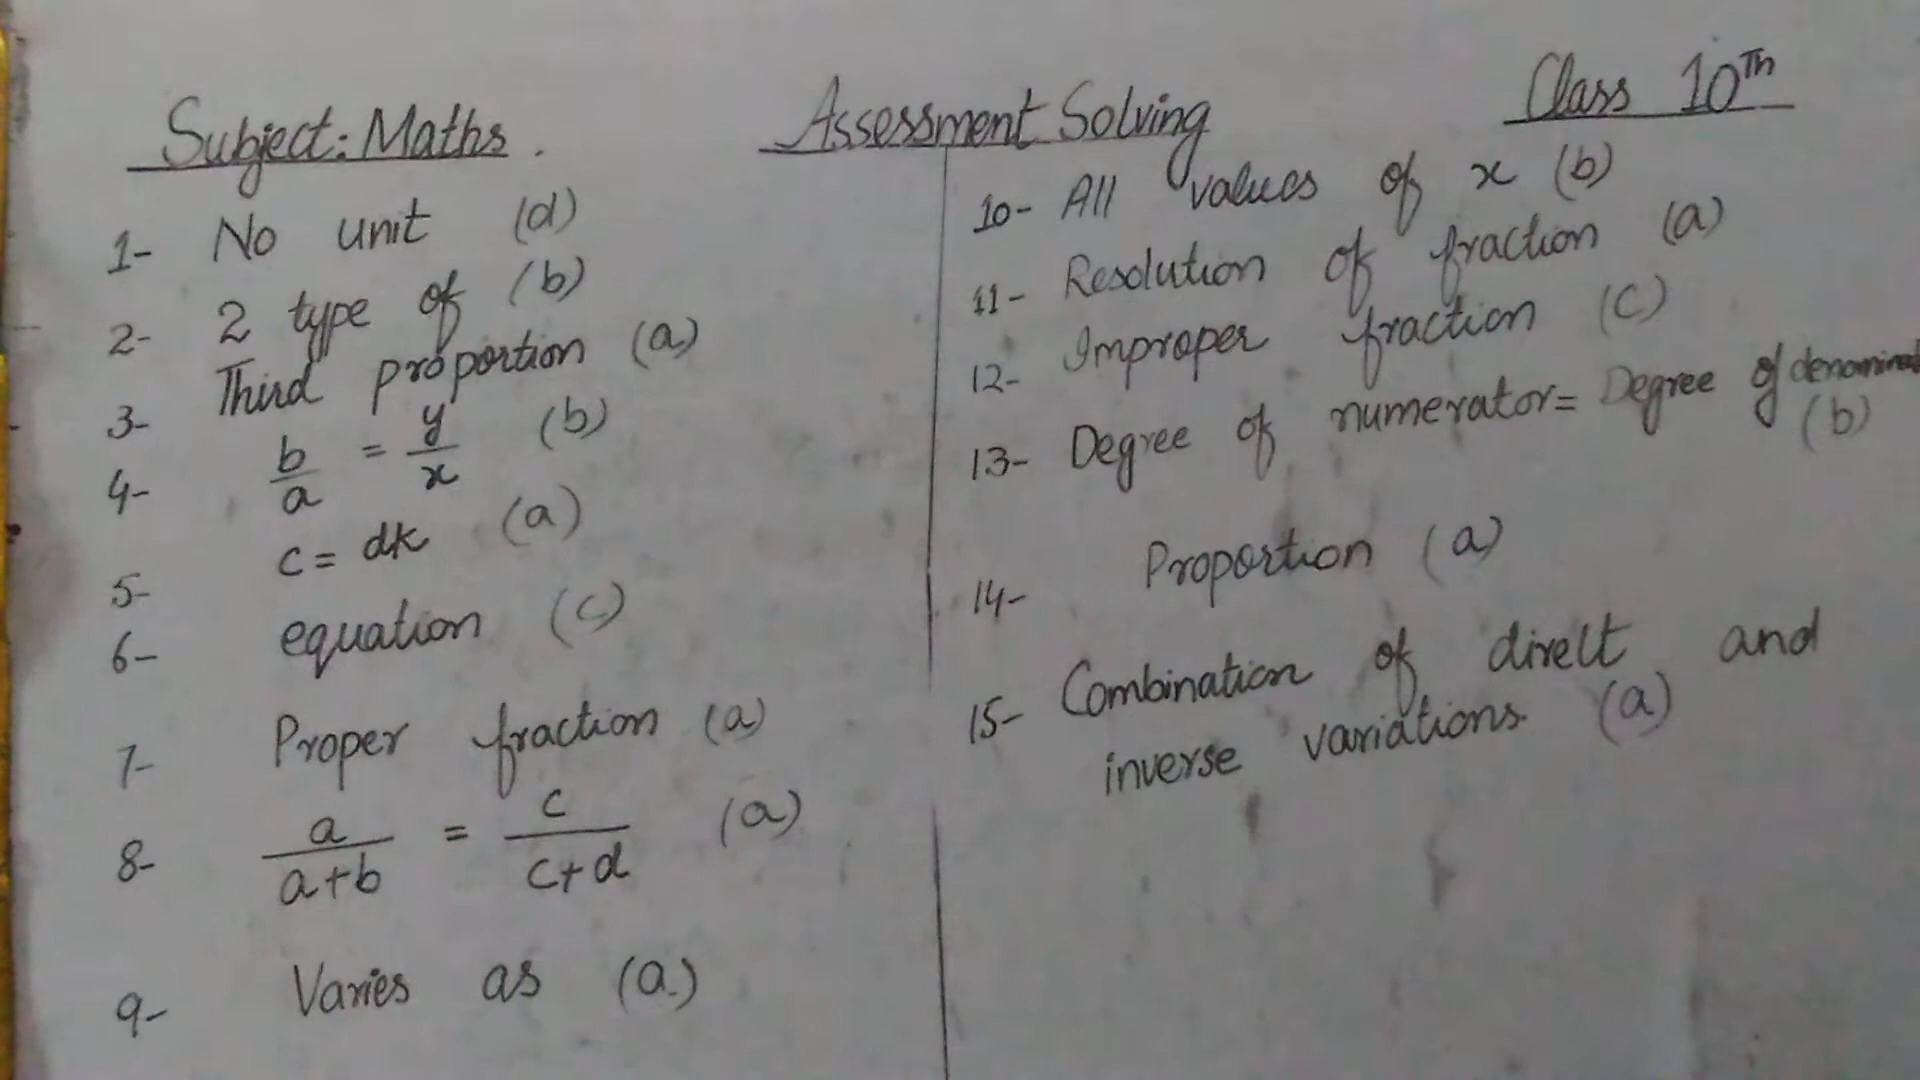 Subject: Maths.
Assessment Solving
Class 10Th
1- No unit (d)
2- 2 type of (b)
3- Third proportion (a)
4- b/a = y/x (b)
5- c = dk (a)
6- equation (c)
7- Proper fraction (a)
8- a/a+b = c/c+d (a)
9- Varies as (a)
10- All values of x (b)
11- Resolution of fraction (a)
12- Improper fraction (c)
13- Degree of numerator = Degree of
(b)
14- Proportion (a)
15- Combination of direct and
inverse variations. (a)